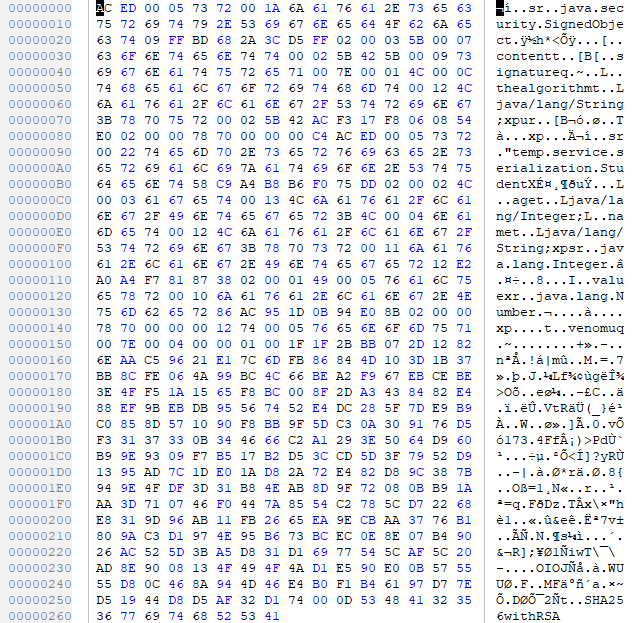 00000000 AC ED 00 05 73 72 00 1A 6A 61 76 61 2E 73 65 63 ¬í..sr..java.sec
00000010 75 72 69 74 79 2E 53 69 67 6E 65 64 4F 62 6A 65 urity.SignedObje
00000020 63 74 09 FF BD 68 2A 3C D5 FF 02 00 03 5B 00 07 ct.ÿ½h*<Õÿ...[..
00000030 63 6F 6E 74 65 6E 74 74 00 02 5B 42 5B 00 09 73 contentt..[B[..s
00000040 69 67 6E 61 74 75 72 65 71 00 7E 00 01 4C 00 0C ignatureq.~..L..
00000050 74 68 65 61 6C 67 6F 72 69 74 68 6D 74 00 12 4C thealgorithmt..L
00000060 6A 61 76 61 2F 6C 61 6E 67 2F 53 74 72 69 6E 67 java/lang/String
00000070 3B 78 70 75 72 00 02 5B 42 AC F3 17 F8 06 08 54 ;xpur..[B¬ó.ø..T
00000080 E0 02 00 00 78 70 00 00 00 C4 AC ED 00 05 73 72 à...xp...Ä¬í..sr
00000090 00 22 74 65 6D 70 2E 73 65 72 76 69 63 65 2E 73 ."temp.service.s
000000A0 65 72 69 61 6C 69 7A 61 74 69 6F 6E 2E 53 74 75 erialization.Stu
000000B0 64 65 6E 74 58 C9 A4 B8 B6 F0 75 DD 02 00 02 4C dentXÉ¤¸¶ðuÝ...L
000000C0 00 03 61 67 65 74 00 13 4C 6A 61 76 61 2F 6C 61 ..aget..Ljava/la
000000D0 6E 67 2F 49 6E 74 65 67 65 72 3B 4C 00 04 6E 61 ng/Integer;L..na
000000E0 6D 65 74 00 12 4C 6A 61 76 61 2F 6C 61 6E 67 2F met..Ljava/lang/
000000F0 53 74 72 69 6E 67 3B 78 70 73 72 00 11 6A 61 76 String;xpsr..jav
00000100 61 2E 6C 61 6E 67 2E 49 6E 74 65 67 65 72 12 E2 a.lang.Integer.â
00000110 A0 A4 F7 81 87 38 02 00 01 49 00 05 76 61 6C 75 .¤÷..8...I..valu
00000120 65 78 72 00 10 6A 61 76 61 2E 6C 61 6E 67 2E 4E exr..java.lang.N
00000130 75 6D 62 65 72 86 AC 95 1D 0B 94 E0 8B 02 00 00 umber.¬....à....
00000140 78 70 00 00 00 12 74 00 05 76 65 6E 6F 6D 75 71 xp....t..venomuq
00000150 00 7E 00 04 00 00 01 00 1F 1F 2B BB 07 2D 12 82 .~........+».-..
00000160 6E AA C5 96 21 E1 7C 6D FB 86 84 4D 10 3D 1B 37 nªÅ.!á|mû..M.=.7
00000170 BB 8C FE 06 4A 99 BC 4C 66 BE A2 F9 67 EB CE BE ».þ.J.¼Lf¾¢ùgëÎ¾
00000180 3E 4F F5 1A 15 65 F8 BC 00 8F 2D A3 43 84 82 E4 >Oõ..eø¼..-£C..ä
00000190 88 EF 9B EB DB 95 56 74 52 E4 DC 28 5F 7D E9 B9 .ï.ëÛ.VtRäÜ(_}é¹
000001A0 C0 85 8D 57 10 90 F8 BB 9F 5D C3 0A 30 91 76 D5 À..W..ø».]Ã.0.vÕ
000001B0 F3 31 37 33 0B 34 46 66 C2 A1 29 3E 50 64 D9 60 ó173.4FfÂ¡)>PdÙ`
000001C0 B9 9E 93 09 F7 B5 17 B2 D5 3C CD 5D 3F 79 52 D9 ¹...÷µ.²Õ<Í]?yRÙ
000001D0 13 95 AD 7C 1D E0 1A D8 2A 72 E4 82 D8 9C 38 7B ..-|.à.Ø*rä.Ø.8{
000001E0 94 9E 4F DF 3D 31 B8 4E AB 8D 9F 72 08 0B B9 1A ..Oß=1¸N«..r..¹.
000001F0 AA 3D 71 07 46 F0 44 7A 85 54 C2 78 5C D7 22 68 ª=q.FðDz.TÂx\×"h
00000200 E8 31 9D 96 AB 11 FB 26 65 EA 9E CB AA 37 76 B1 è1..«.û&eê.Ëª7v±
00000210 80 9A C3 D1 97 4E 95 B6 73 BC EC 0E 8E 07 B4 90 ..ÃÑ.N.¶s¼ì...´.
00000220 26 AC 52 5D 3B A5 D8 31 D1 69 77 54 5C AF 5C 20 &¬R];¥Ø1ÑiwT\¯\
00000230 AD 8E 90 08 13 4F 49 4F 4A D1 E5 90 E0 0B 57 55 -....OIOJÑå.à.WU
00000240 55 D8 0C 46 8A 94 4D 46 E4 B0 F1 B4 61 97 D7 7E UØ.F..MFä°ñ´a.×~
00000250 D5 19 44 D8 D5 AF 32 D1 74 00 0D 53 48 41 32 35 Õ.DØÕ¯2Ñt..SHA25
00000260 36 77 69 74 68 52 53 41 6withRSA